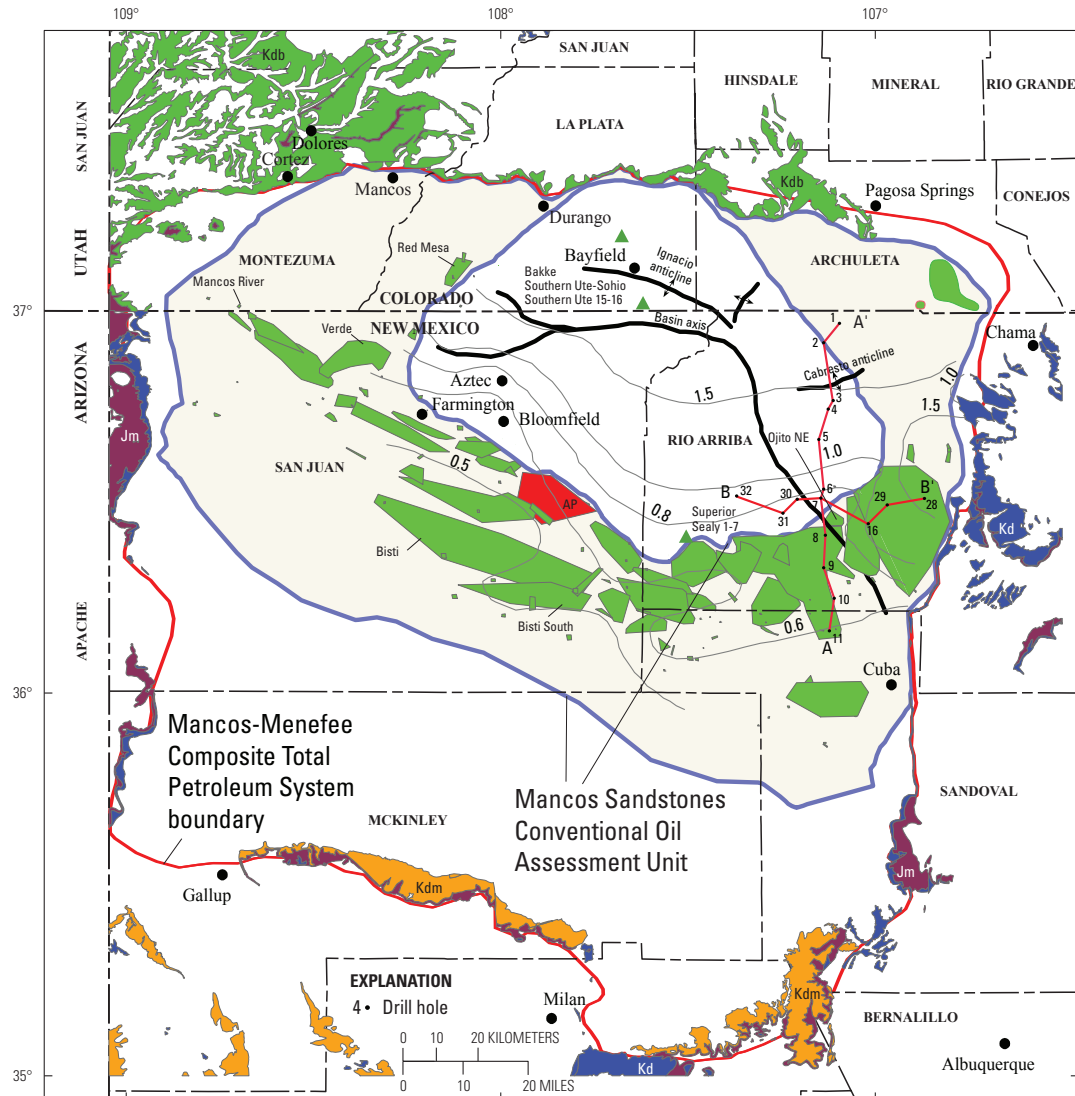 109°
108°
107°
SAN JUAN
HINSDALE
MINERAL
RIO GRANDE
Kdb
LA PLATA
SAN JUAN
Dolores
Cortez
Mancos
Kdb
Pagosa Springs
CONEJOS
Durango
UTAH
MONTEZUMA
Red Mesa
Bayfield
Ignacio
anticline
ARCHULETA
Mancos River
COLORADO
Bakke
Southern Ute-Sohio
Southern Ute 15-16
37°
NEW MEXICO
Basin axis
1
A'
Verde
2
Chama
ARIZONA
Aztec
Cabresto anticline
1.0
1.5
1.5
Farmington
3
4
Bloomfield
Jm
RIO ARRIBA
Ojito NE
5
1.0
SAN JUAN
0.5
B
32
30
6
29
B'
28
AP
0.8
Superior
Sealy 1-7
31
7
16
Kd
Bisti
8
9
10
Bisti South
0.6
A
11
APACHE
Cuba
36°
Mancos-Menefee
Composite Total
Petroleum System
boundary
Mancos Sandstones
Conventional Oil
Assessment Unit
SANDOVAL
MCKINLEY
Jm
Gallup
Kdm
EXPLANATION
4 • Drill hole
Milan
Kdm
0 10 20 KILOMETERS
0 10 20 MILES
BERNALILLO
Albuquerque
Kd
35°